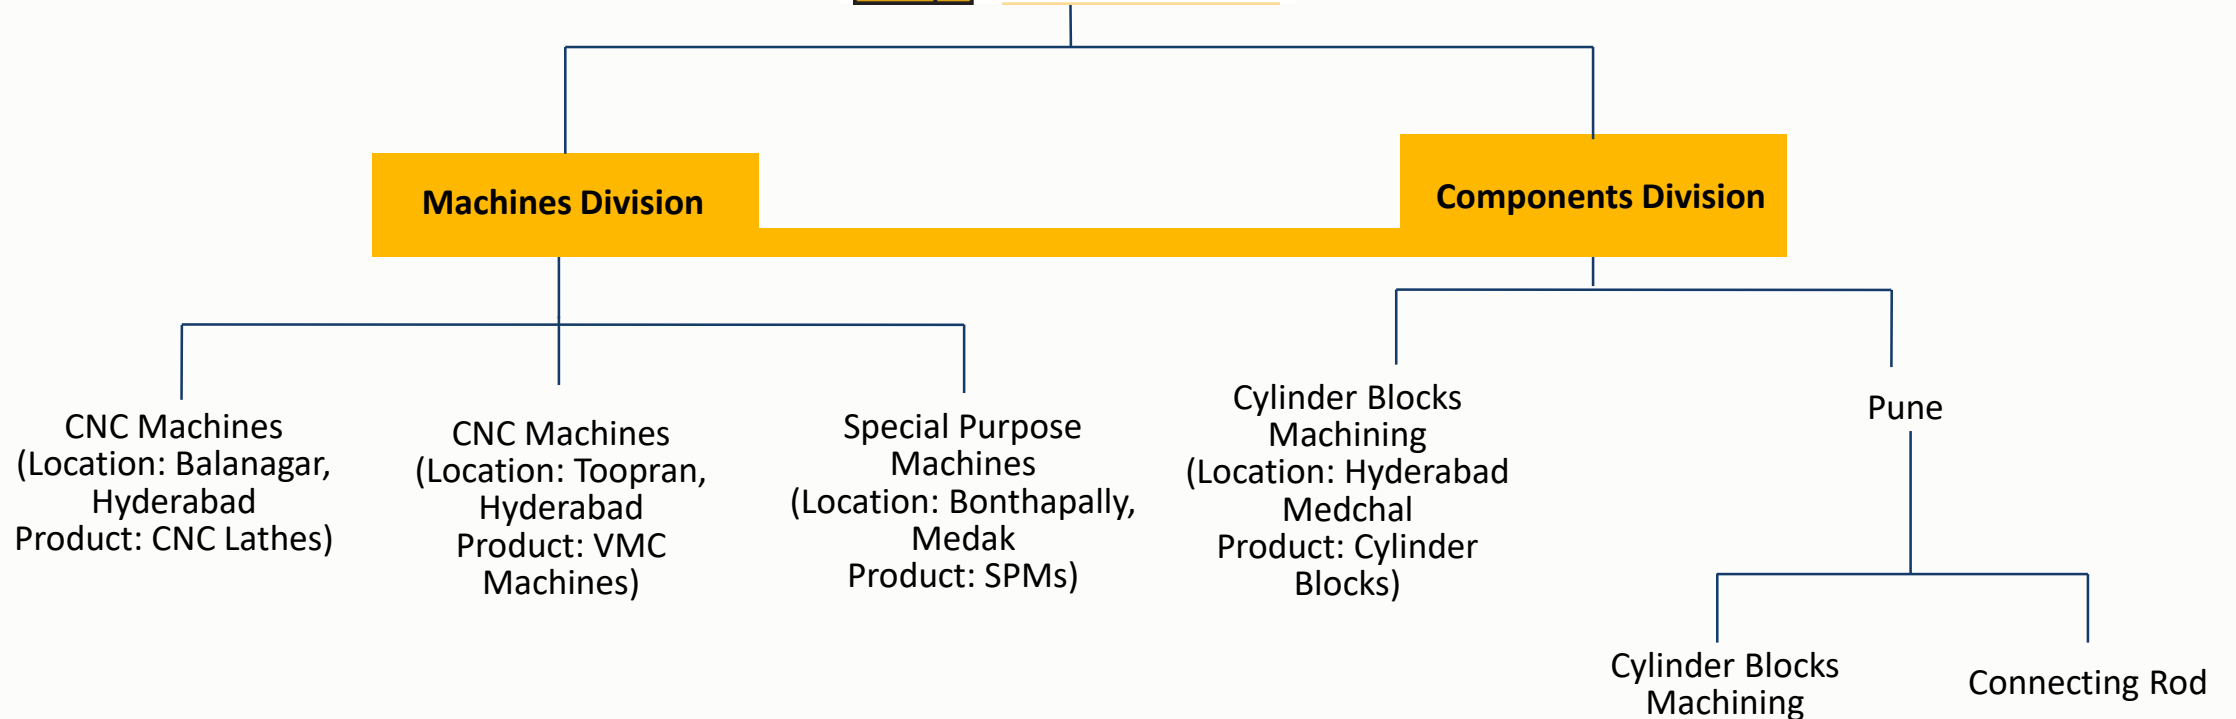 Machines Division
Components Division
CNC Machines
(Location: Balanagar,
Hyderabad
Product: CNC Lathes)
CNC Machines
(Location: Toopran,
Hyderabad
Product: VMC
Machines)
Special Purpose
Machines
(Location: Bonthapally,
Medak
Product: SPMs)
Cylinder Blocks
Machining
(Location: Hyderabad
Medchal
Product: Cylinder
Blocks)
Pune
Cylinder Blocks
Machining
Connecting Rod